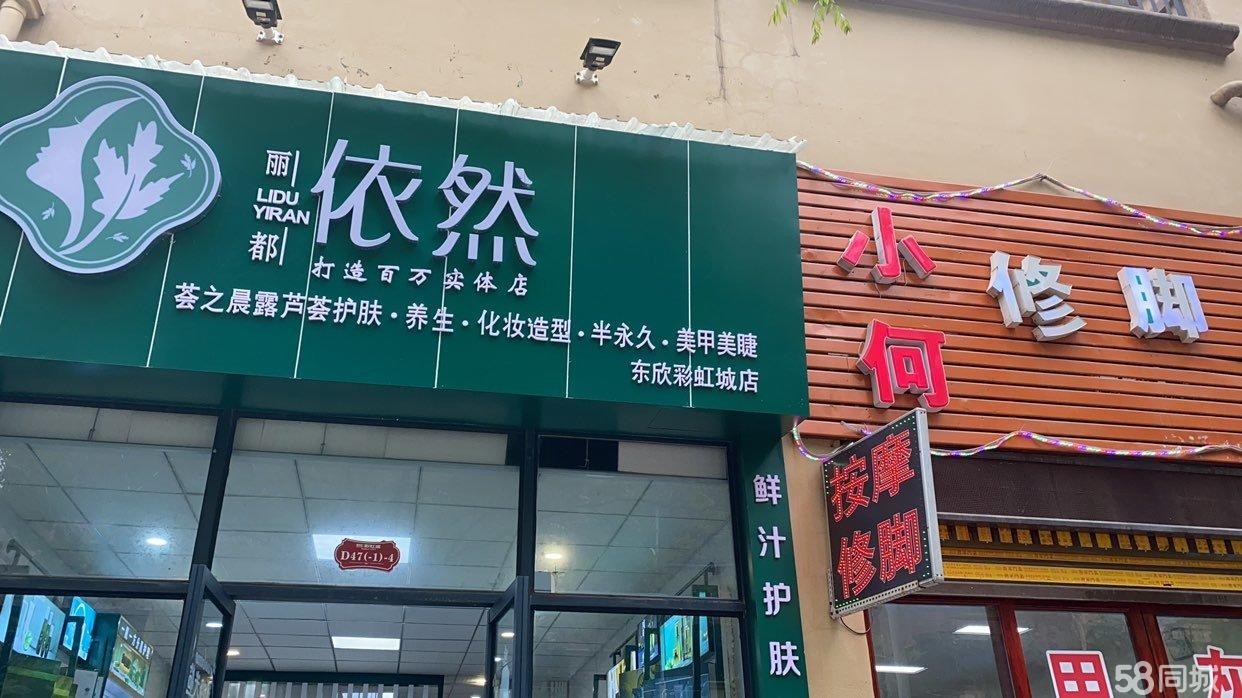 丽都
LIDU
YIRAN
依然
打造百万实体店
荟之晨露芦荟护肤·养生·化妆造型·半永久·美甲美睫
东欣彩虹城店
鲜汁护肤
D47(-1)-4
小何
修脚
按摩
修脚
58同城